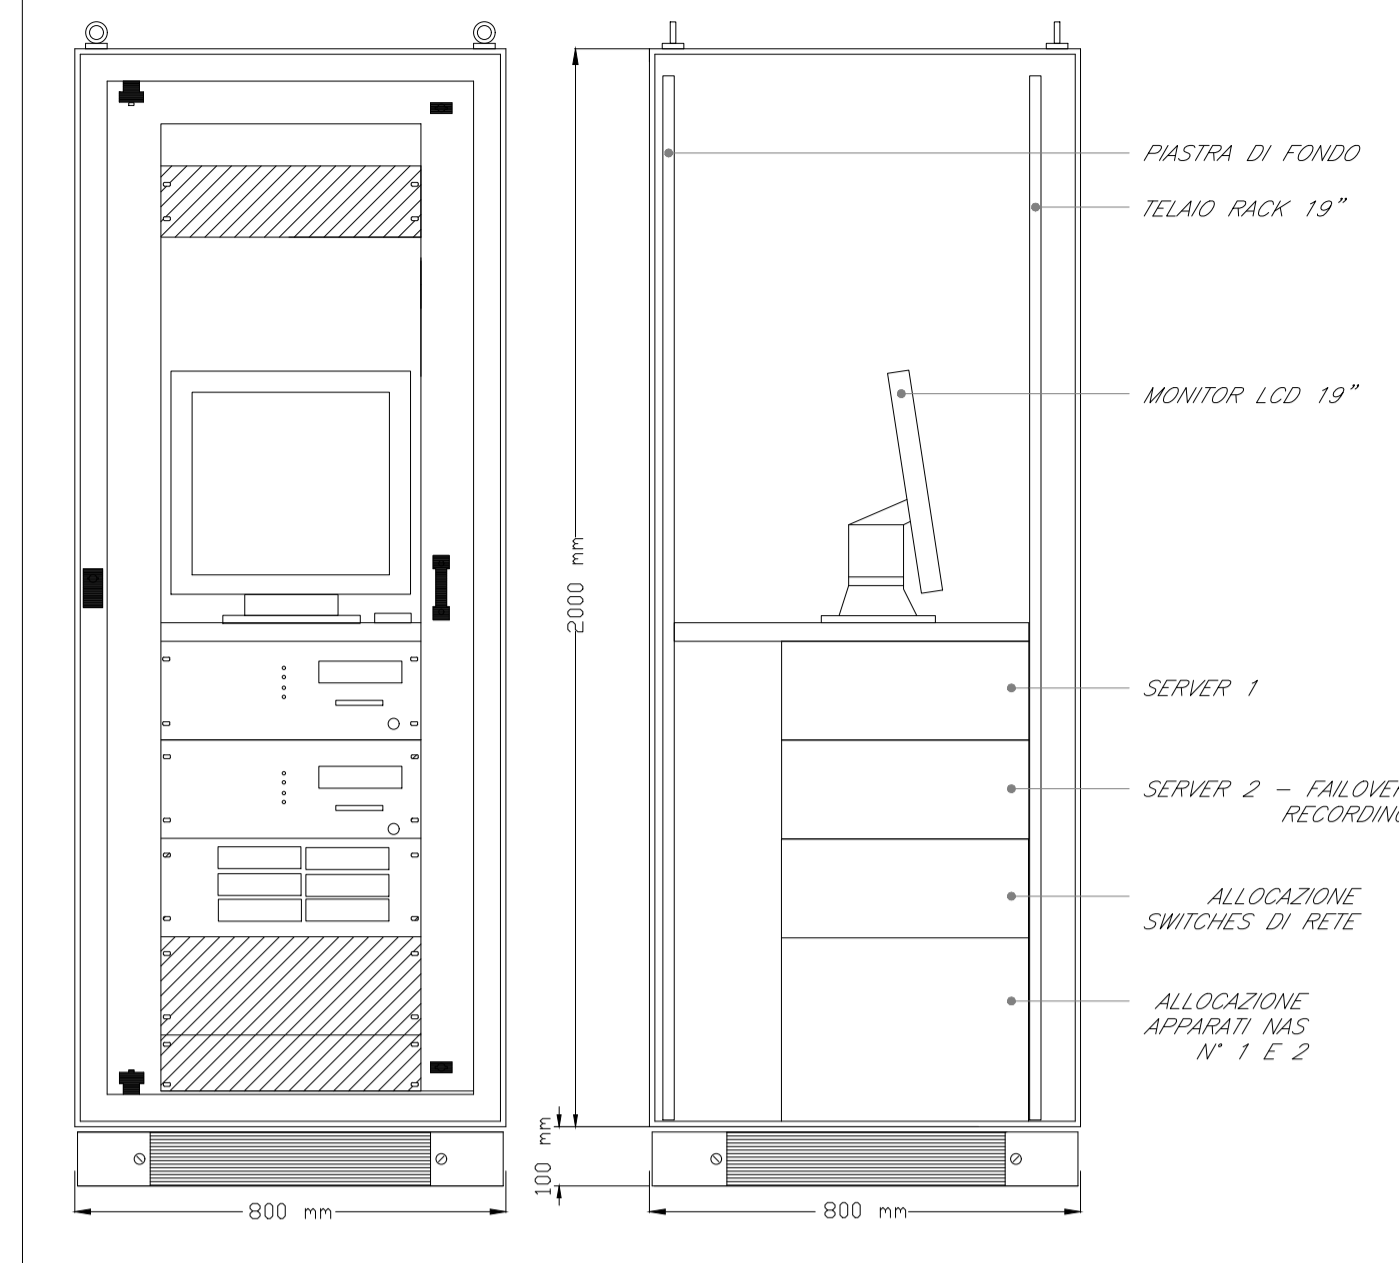 PIASTRA DI FONDO
TELAIO RACK 19”
MONITOR LCD 19”
2000 mm
SERVER 1
SERVER 2 – FAILOVER
RECORDING
ALLOCAZIONE
SWITCHES DI RETE
ALLOCAZIONE
APPARATI NAS
N° 1 E 2
100 mm
800 mm
800 mm